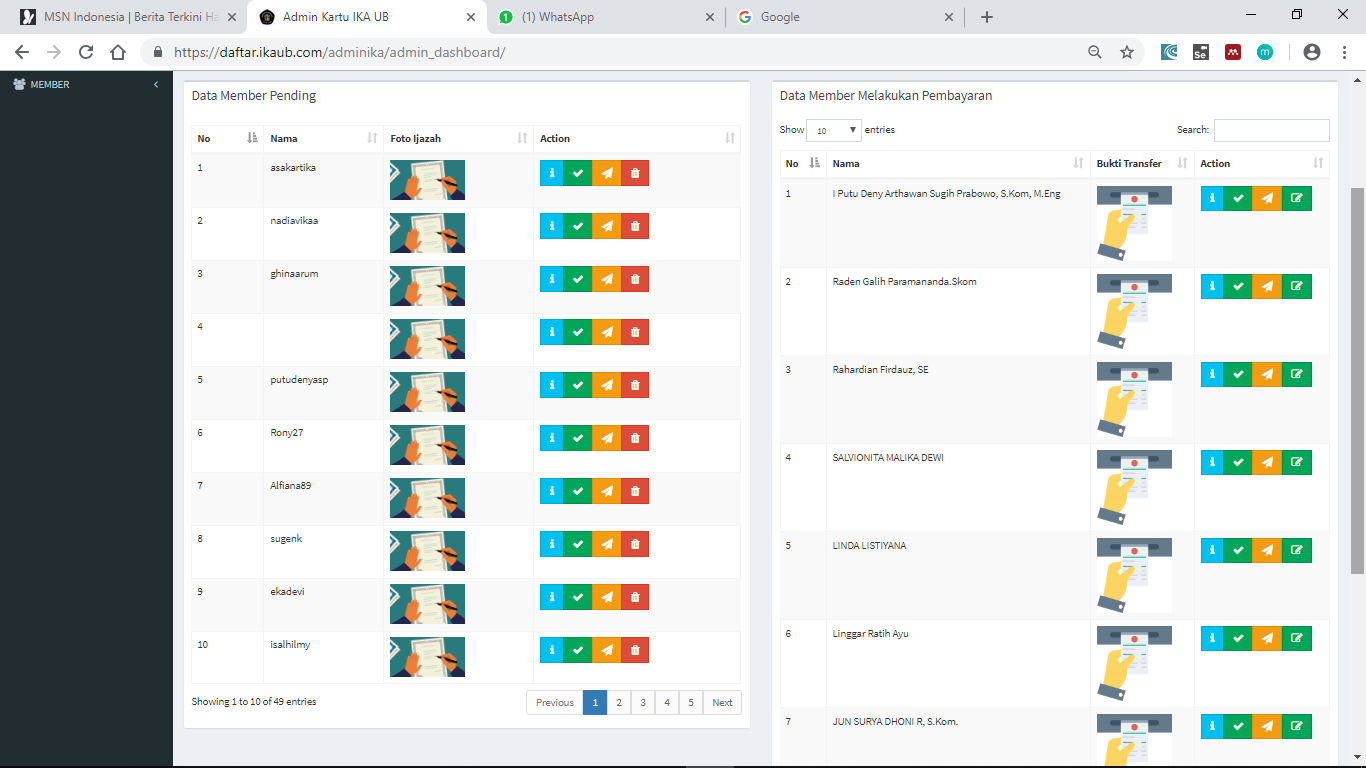 MSN Indonesia | Berita Terkini Ha
Admin Kartu IKA UB
(1) WhatsApp
Google
https://daftar.ikaub.com/adminika/admin_dashboard/
MEMBER
Data Member Pending
No Nama Foto Ijazah Action
1 asakartika
2 nadiavikaa
3 ghinaarum
4
5 putudenyasp
6 Rony27
7 Alfiana89
8 sugenk
9 ekadevi
10 isalhilmy
Showing 1 to 10 of 49 entries
Previous 1 2 3 4 5 Next
Data Member Melakukan Pembayaran
Show 10 entries
Search:
No Nama Bukti Transfer Action
1 I Putu Deny Arthawan Sugih Prabowo, S.Kom, M.Eng
2 Raden Galih Paramananda.Skom
3 Rahardian Firdauz, SE
4 SALVIONITA MALIKA DEWI
5 LINDA LISTIYANA
6 Linggar Ratih Ayu
7 JUN SURYA DHONI R, S.Kom.